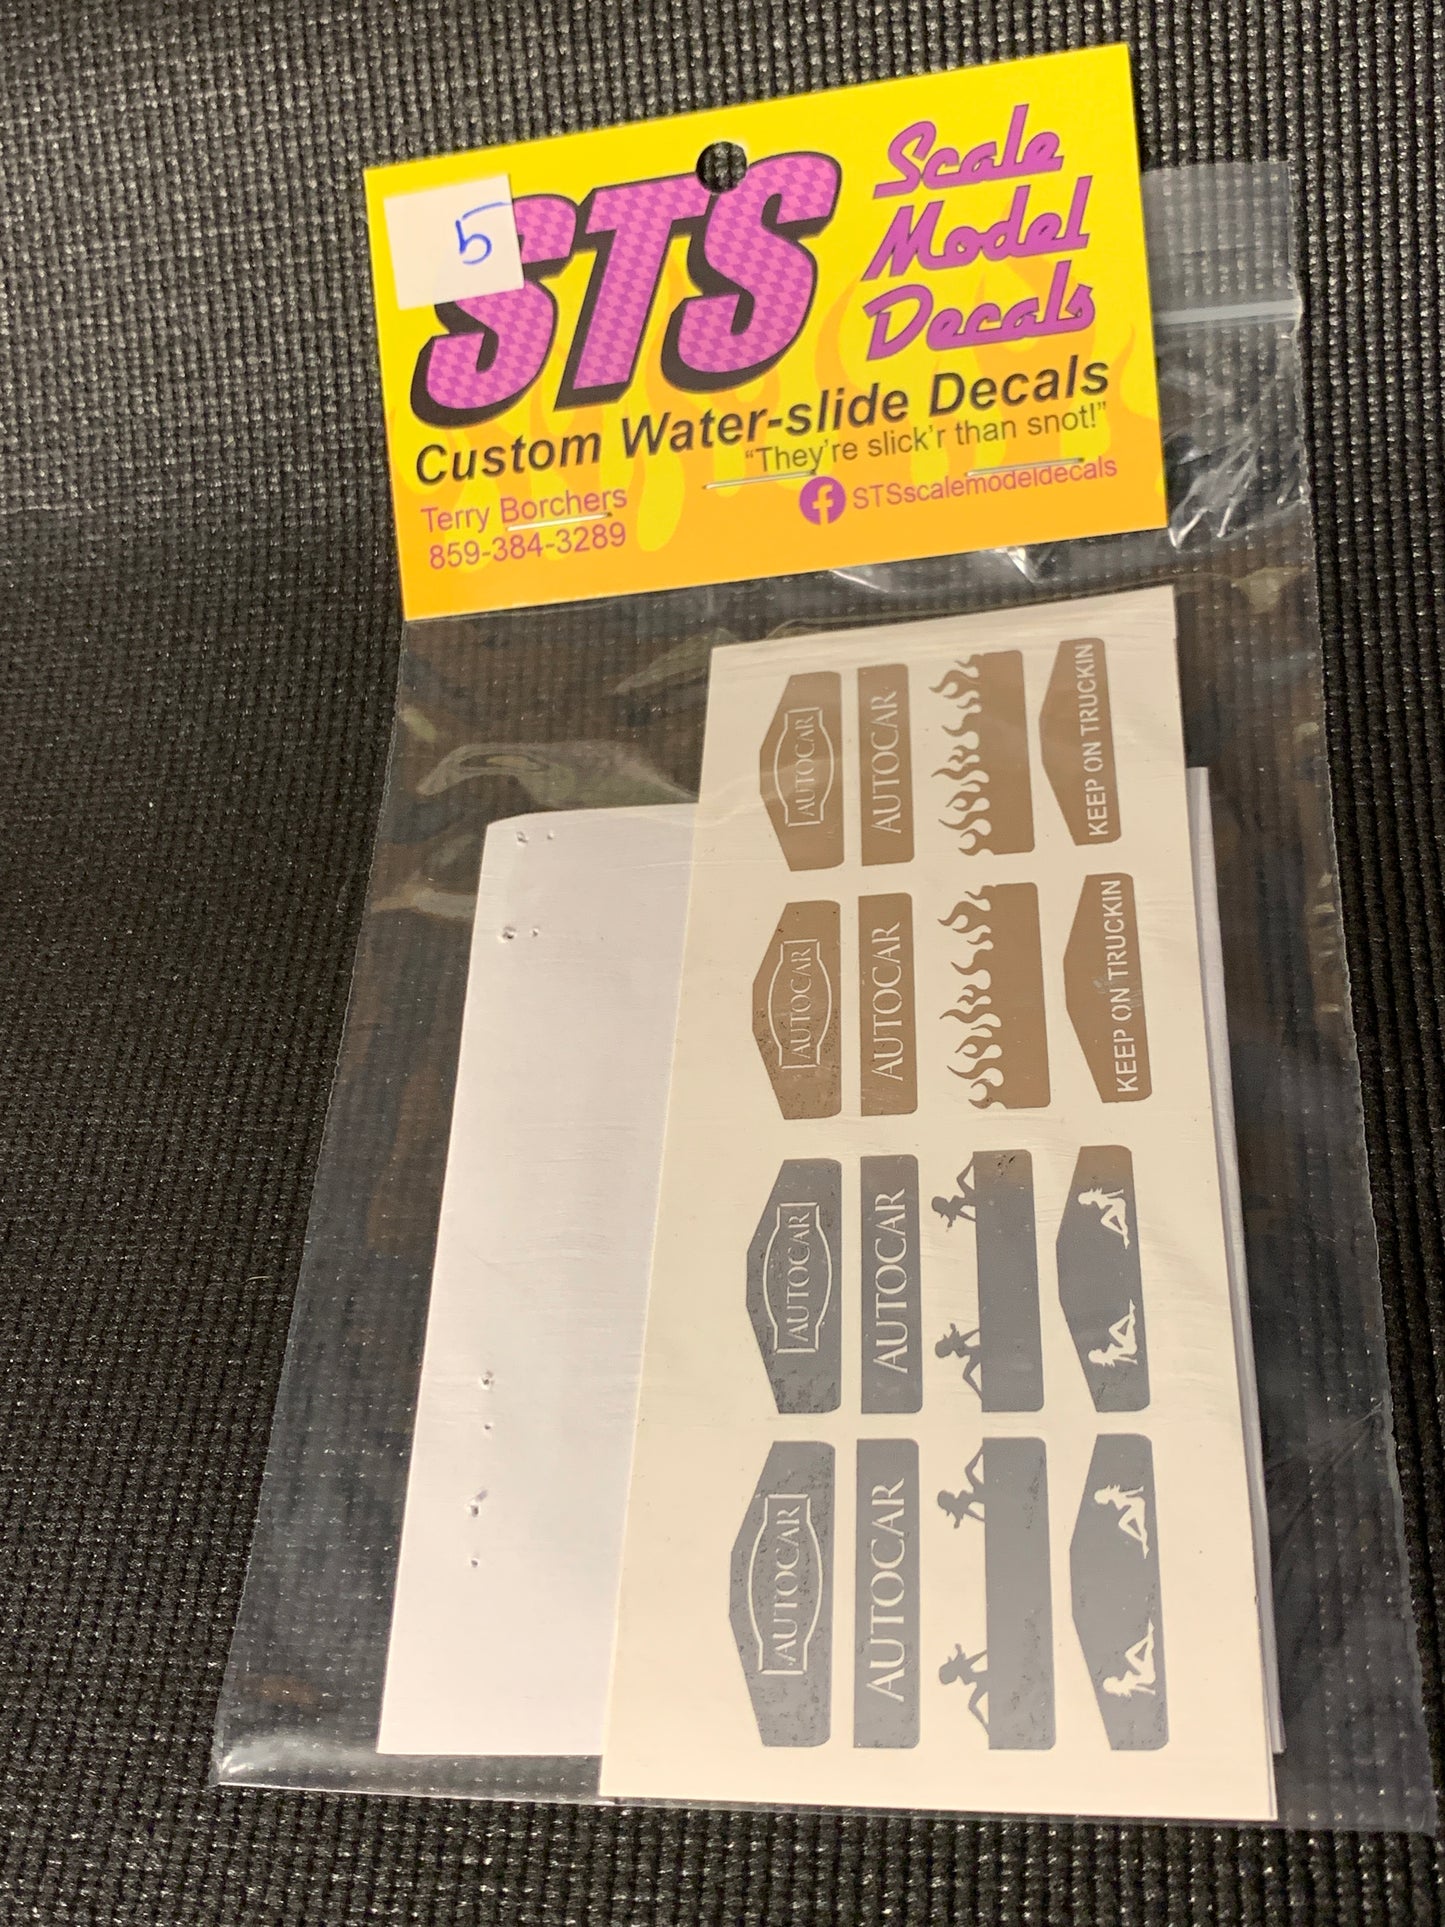 5
STS
Scale
Model
Decals
Custom Water-slide Decals
"They're slick'r than snot!"
Terry Borchers
859-384-3289
STSscalemodeldecals
AUTOCAR
AUTOCAR
KEEP ON TRUCKIN
AUTOCAR
AUTOCAR
KEEP ON TRUCKIN
AUTOCAR
AUTOCAR
AUTOCAR
AUTOCAR